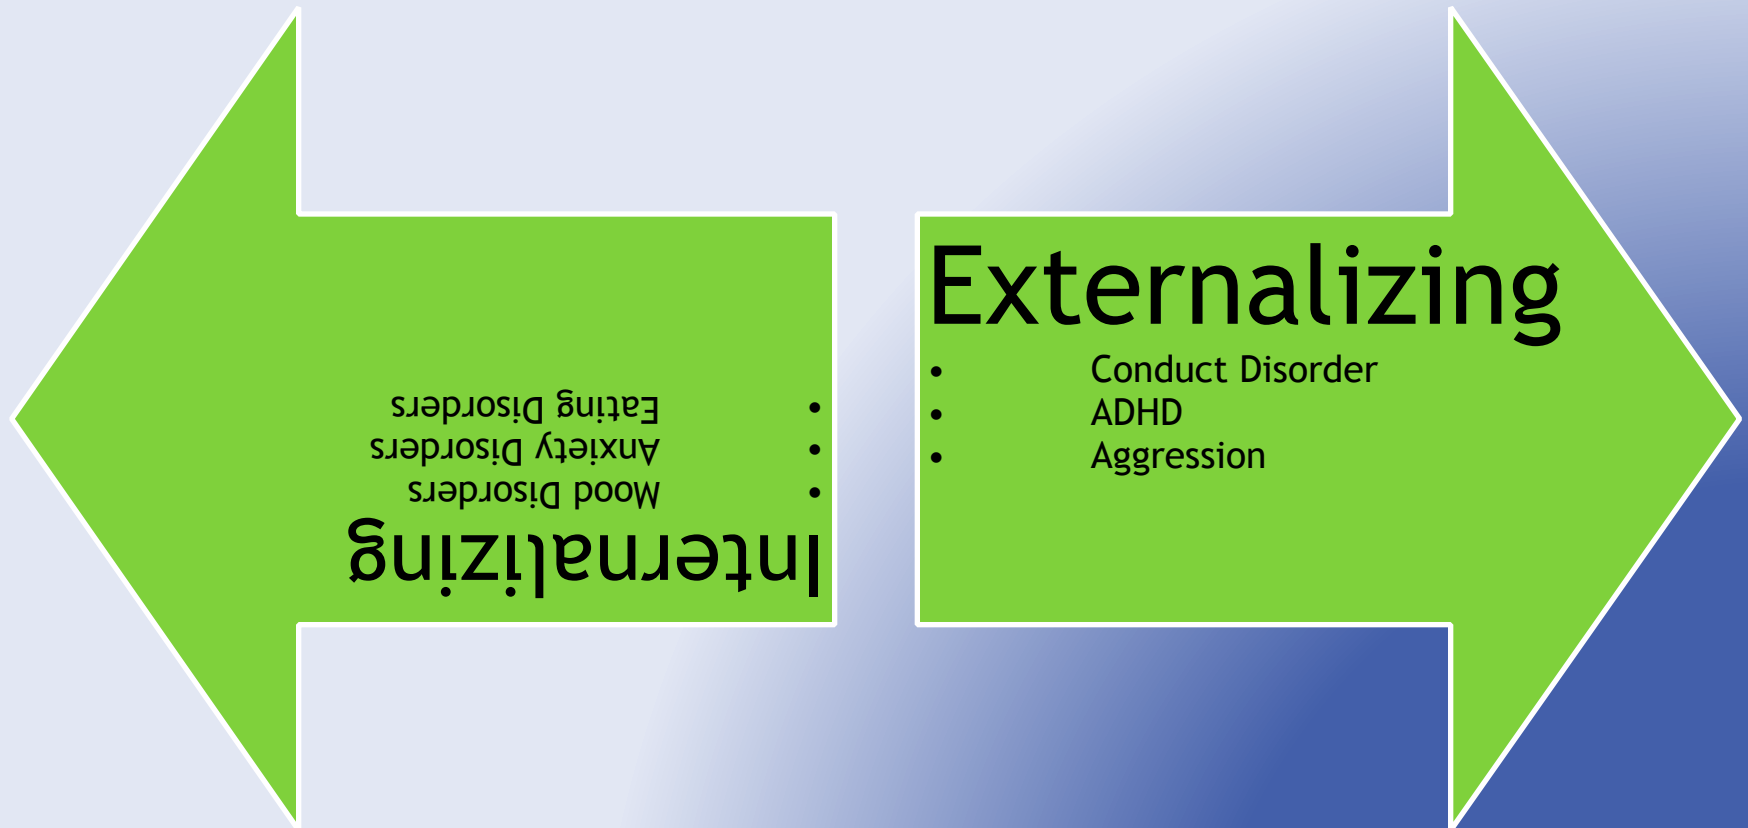 Internalizing
• Mood Disorders
• Anxiety Disorders
• Eating Disorders
Externalizing
• Conduct Disorder
• ADHD
• Aggression